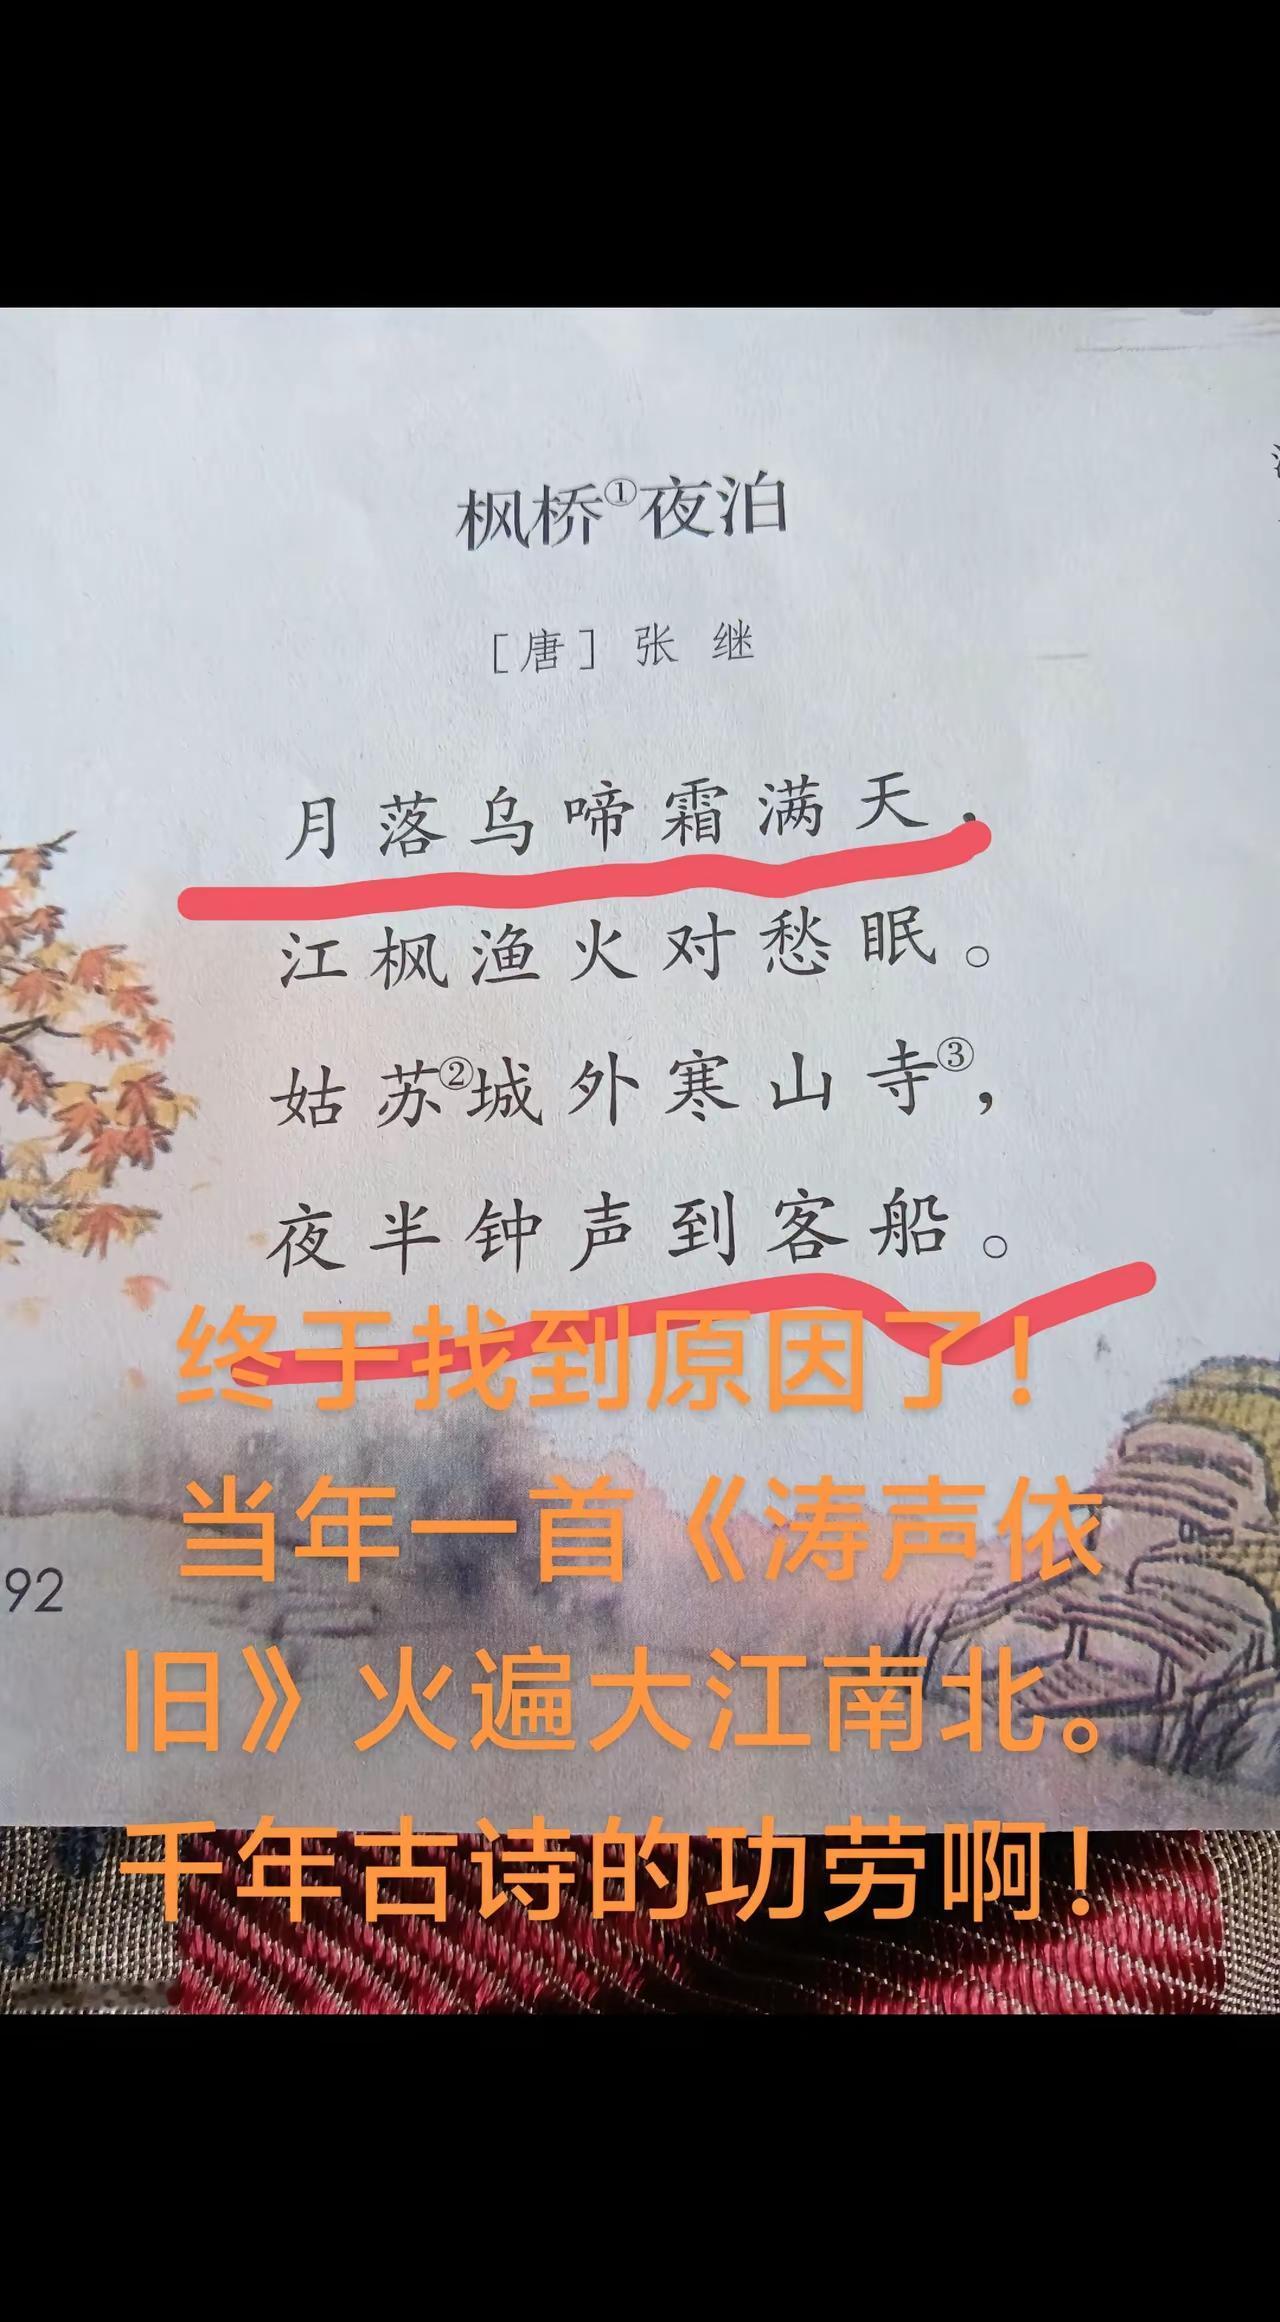 枫桥①夜泊
[唐] 张 继
月落乌啼霜满天，
江枫渔火对愁眠。
姑苏②城外寒山寺③，
夜半钟声到客船。
终于找到原因了！
当年一首《涛声依
旧》火遍大江南北。
92
千年古诗的功劳啊！